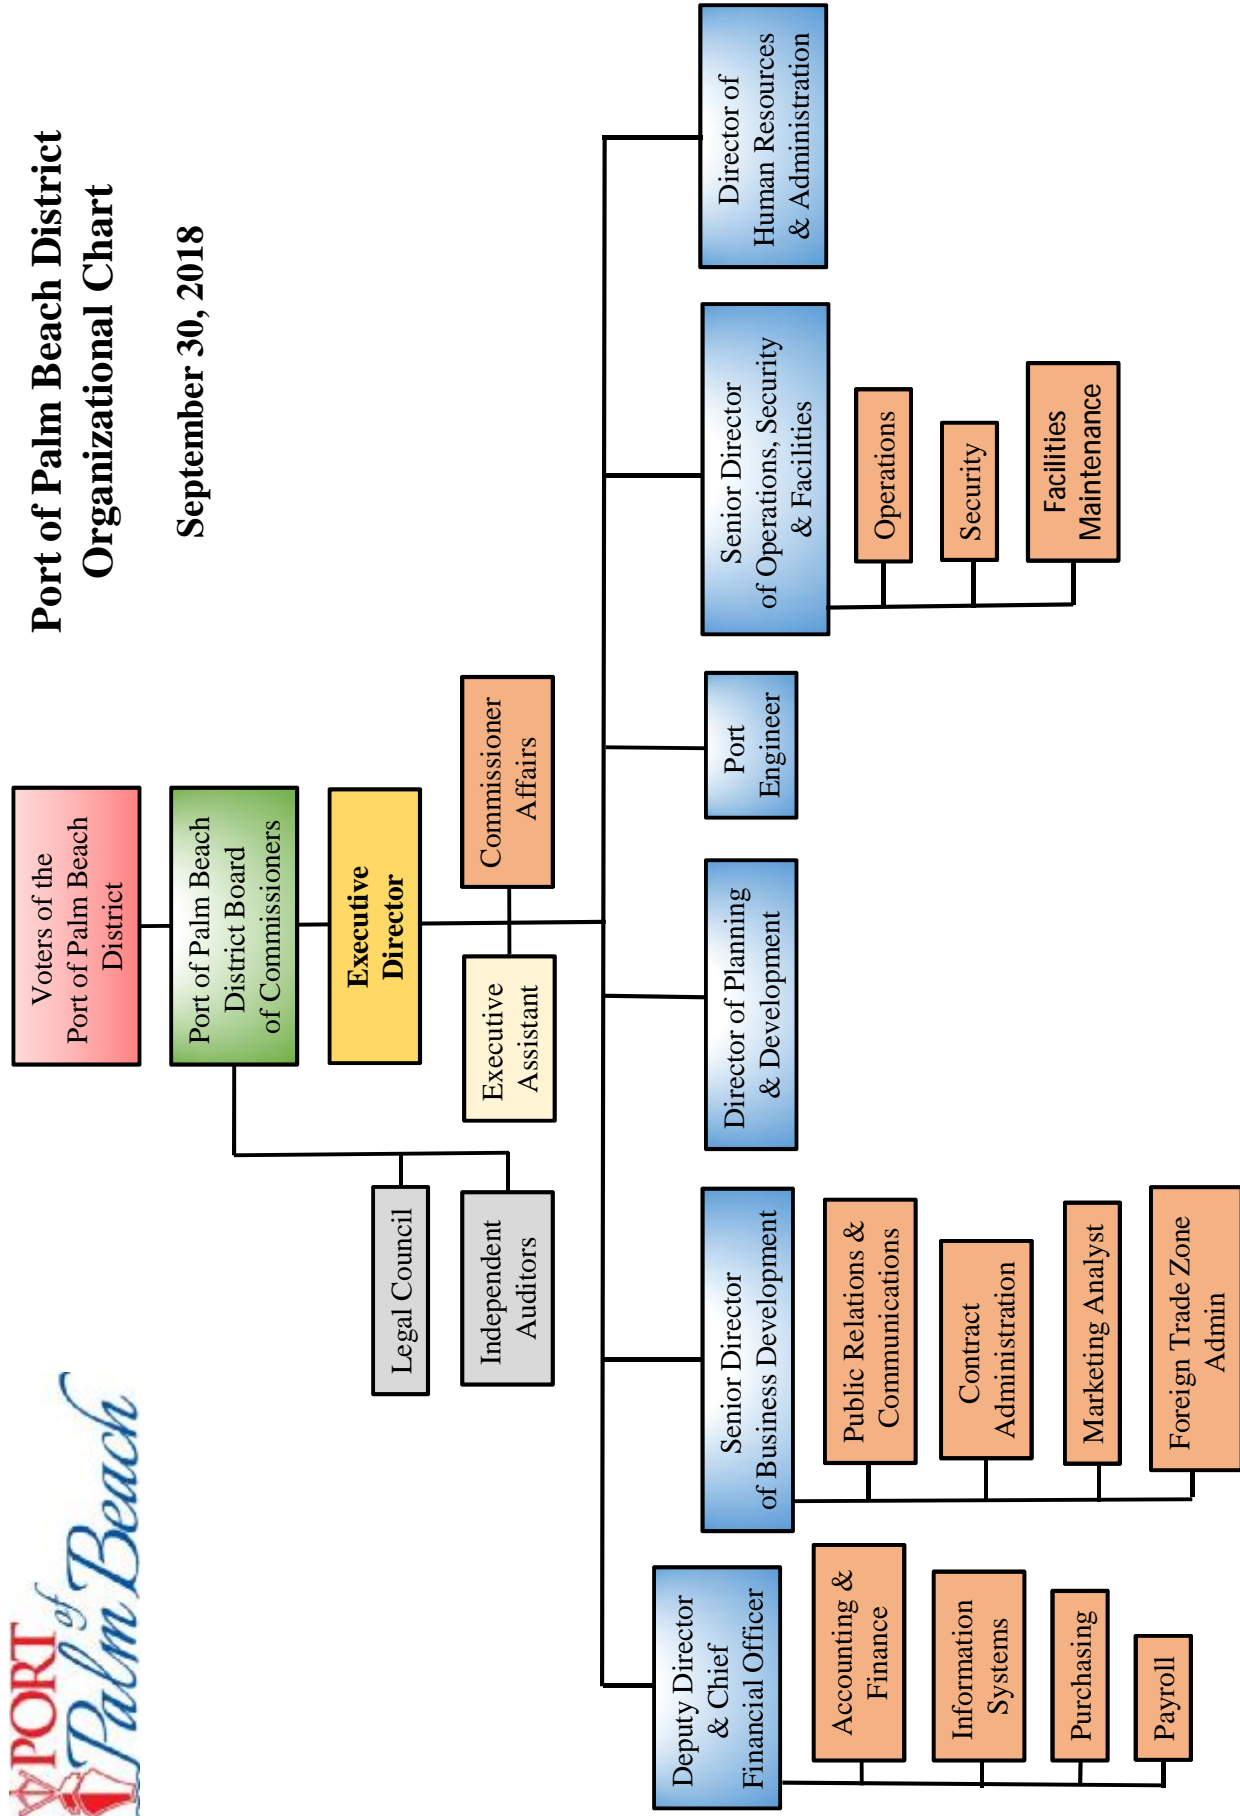 PORT
of
Palm Beach
Port of Palm Beach District
Organizational Chart
September 30, 2018
Voters of the
Port of Palm Beach
District
Port of Palm Beach
District Board
of Commissioners
Legal Council
Independent
Auditors
Executive
Director
Executive
Assistant
Commissioner
Affairs
Deputy Director
& Chief
Financial Officer
Accounting &
Finance
Information
Systems
Purchasing
Payroll
Senior Director
of Business Development
Public Relations &
Communications
Contract
Administration
Marketing Analyst
Foreign Trade Zone
Admin
Director of Planning
& Development
Port
Engineer
Senior Director
of Operations, Security
& Facilities
Operations
Security
Facilities
Maintenance
Director of
Human Resources
& Administration